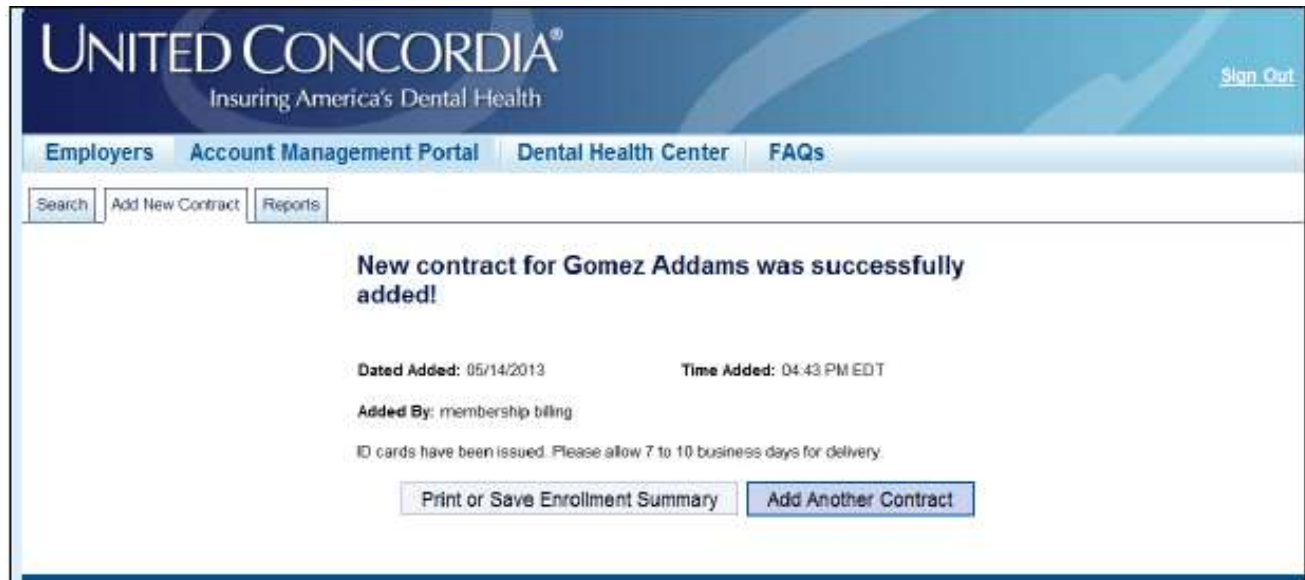 UNITED CONCORDIA®
Insuring America's Dental Health
Sign Out
Employers Account Management Portal Dental Health Center FAQs
Search Add New Contract Reports
New contract for Gomez Addams was successfully
added!
Dated Added: 05/14/2013 Time Added: 04:43 PM EDT
Added By: membership billing
ID cards have been issued. Please allow 7 to 10 business days for delivery.
Print or Save Enrollment Summary Add Another Contract